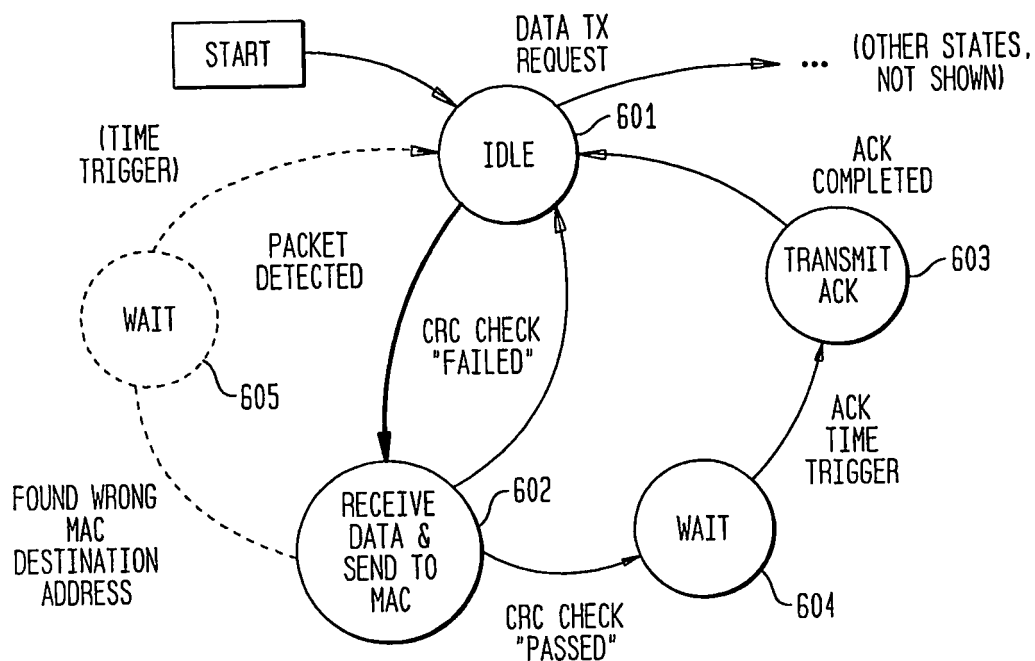 START
DATA TX
REQUEST
...
(OTHER STATES,
NOT SHOWN)
601
IDLE
(TIME
TRIGGER)
ACK
COMPLETED
PACKET
DETECTED
TRANSMIT
ACK
603
WAIT
605
CRC CHECK
"FAILED"
ACK
TIME
TRIGGER
FOUND WRONG
MAC
DESTINATION
ADDRESS
RECEIVE
DATA &
SEND TO
MAC
602
WAIT
604
CRC CHECK
"PASSED"